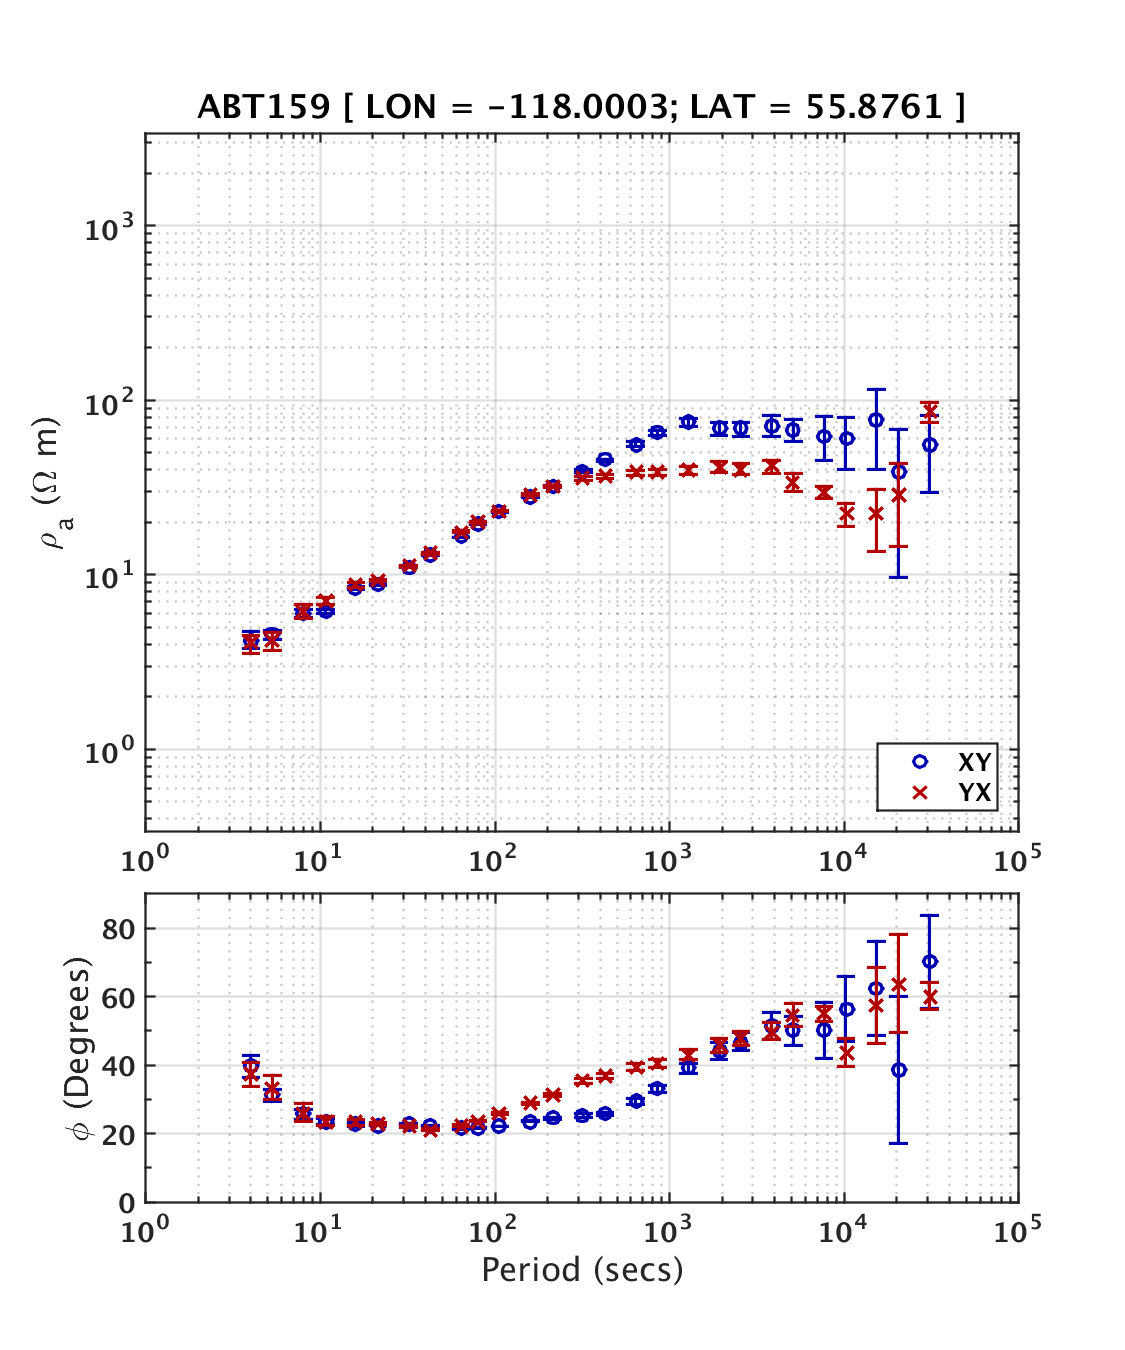 ABT159 [ LON = -118.0003; LAT = 55.8761 ]
10³
10²
10¹
10⁰
ρa (Ω m)
XY
YX
10⁰ 10¹ 10² 10³ 10⁴ 10⁵
80
60
40
20
0
ϕ (Degrees)
10⁰ 10¹ 10² 10³ 10⁴ 10⁵
Period (secs)